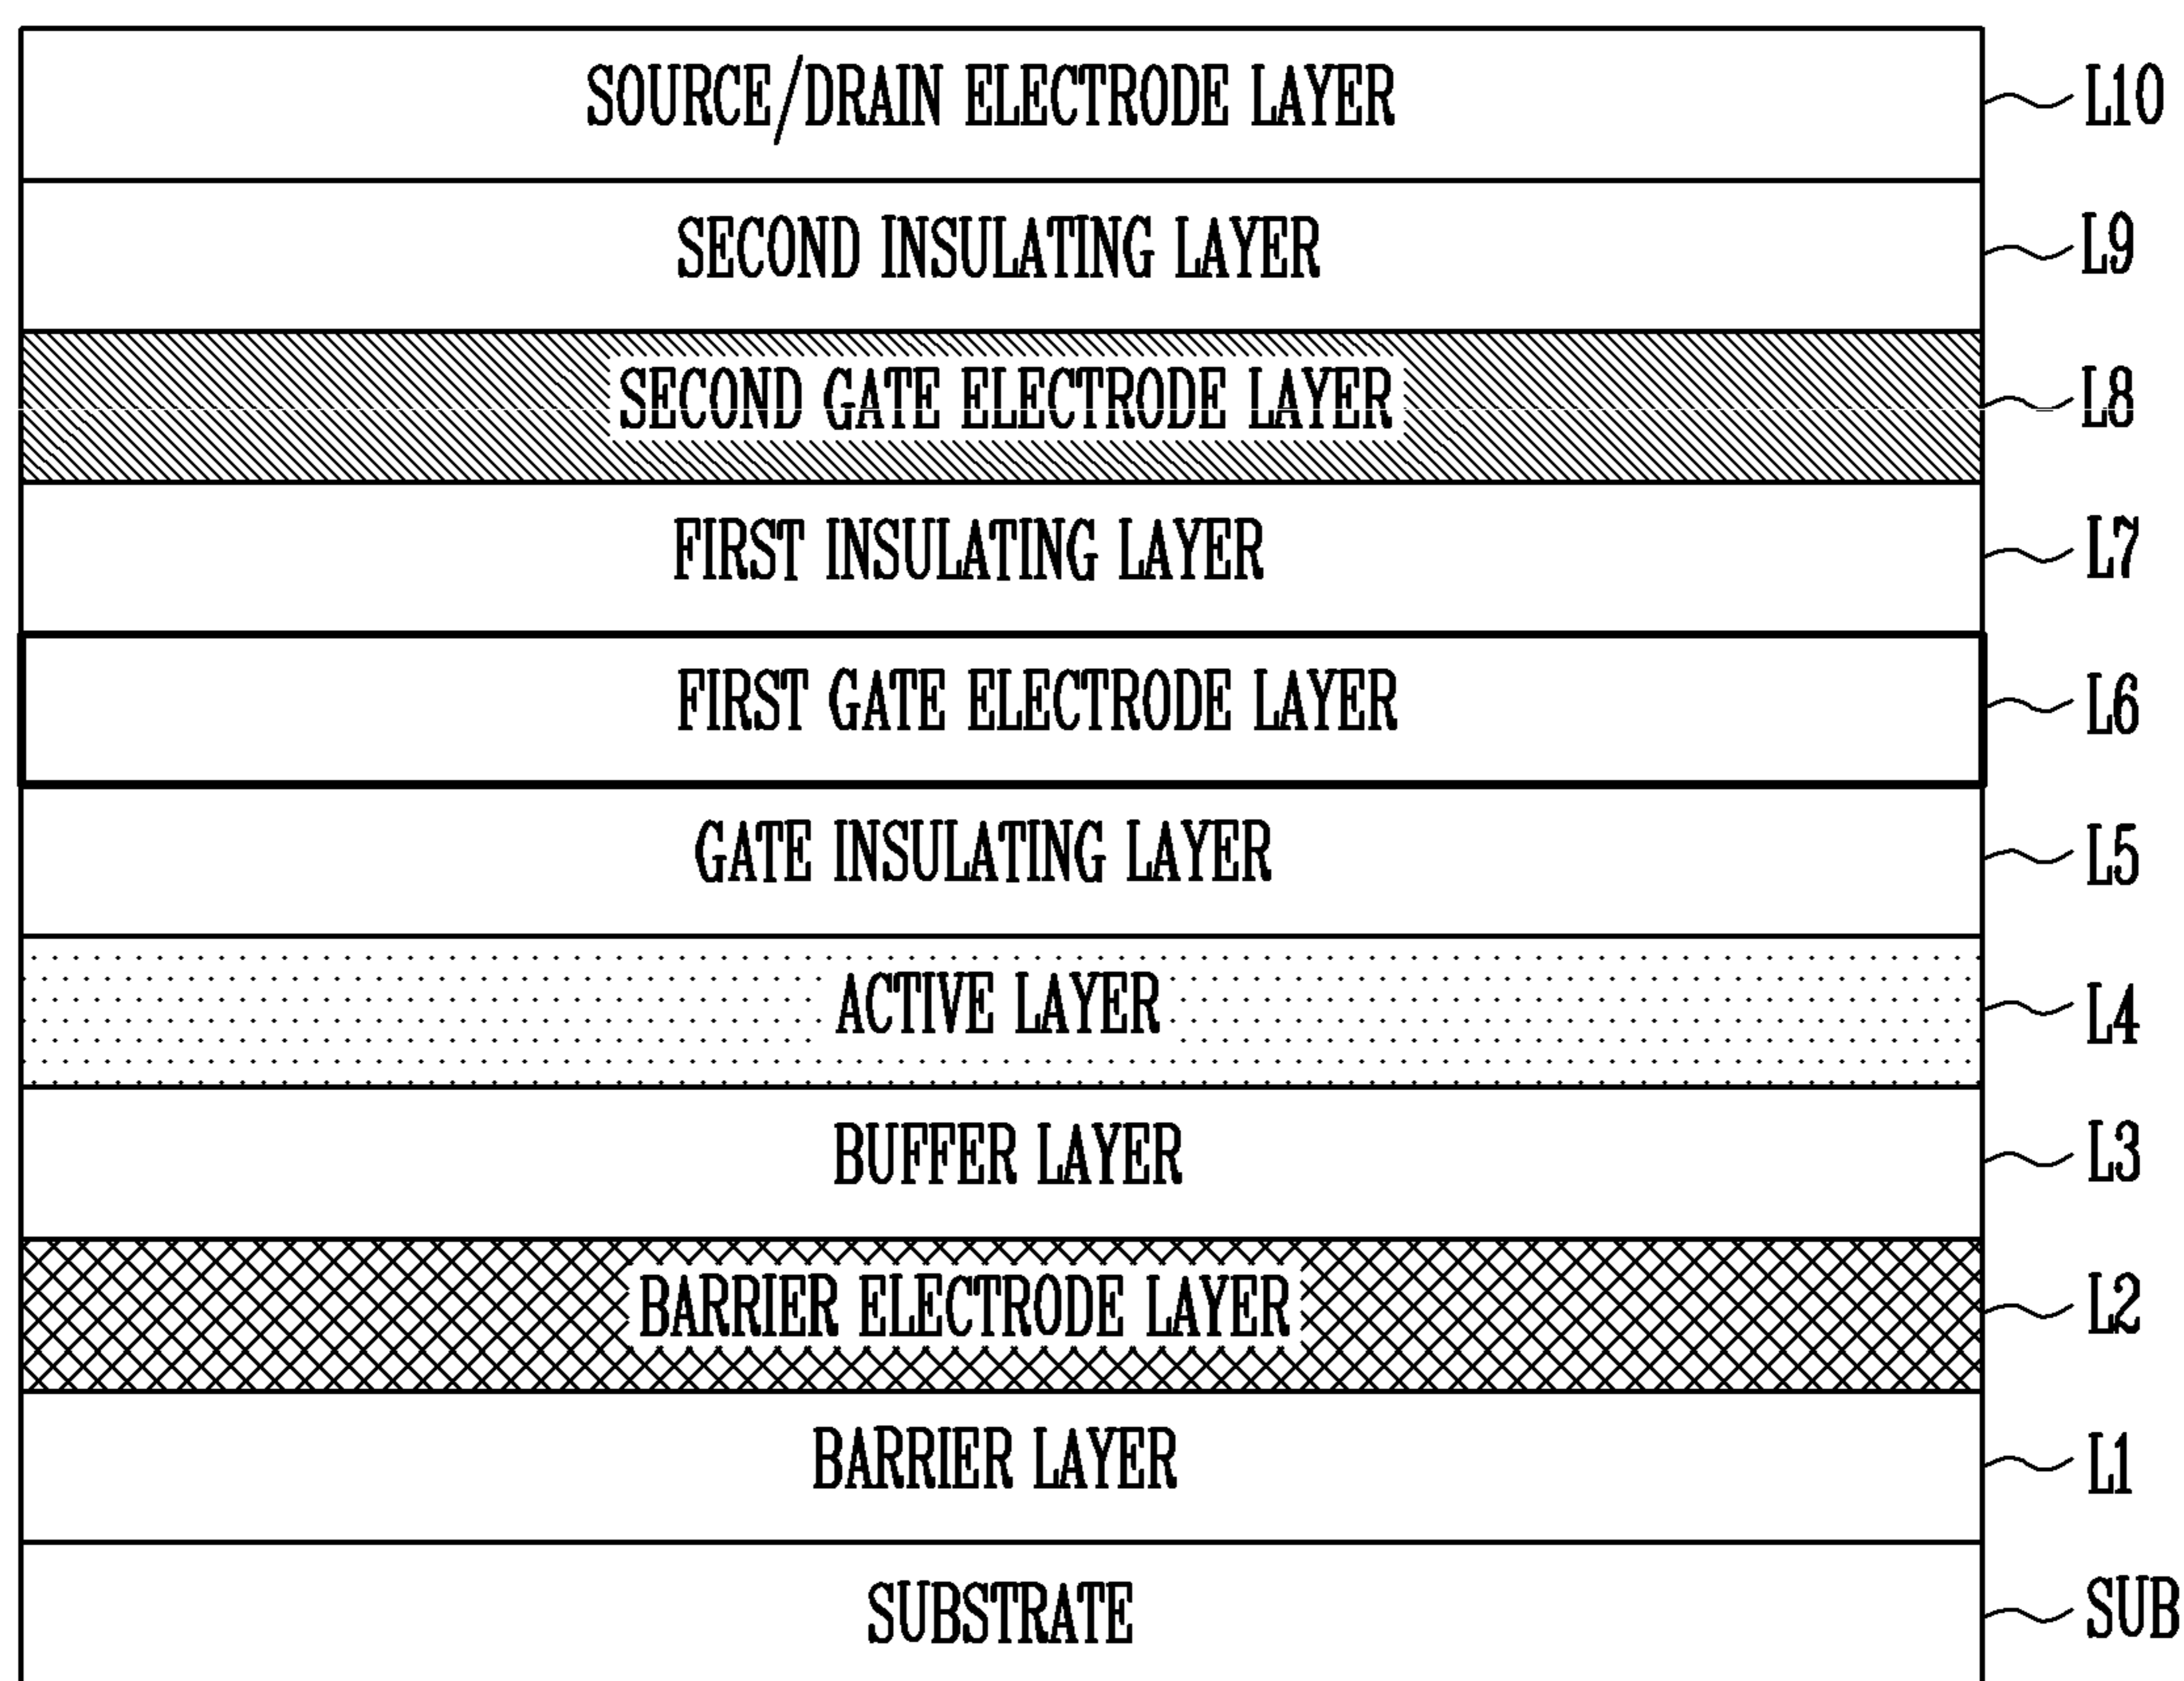 SOURCE/DRAIN ELECTRODE LAYER L10
SECOND INSULATING LAYER L9
SECOND GATE ELECTRODE LAYER L8
FIRST INSULATING LAYER L7
FIRST GATE ELECTRODE LAYER L6
GATE INSULATING LAYER L5
ACTIVE LAYER L4
BUFFER LAYER L3
BARRIER ELECTRODE LAYER L2
BARRIER LAYER L1
SUBSTRATE SUB